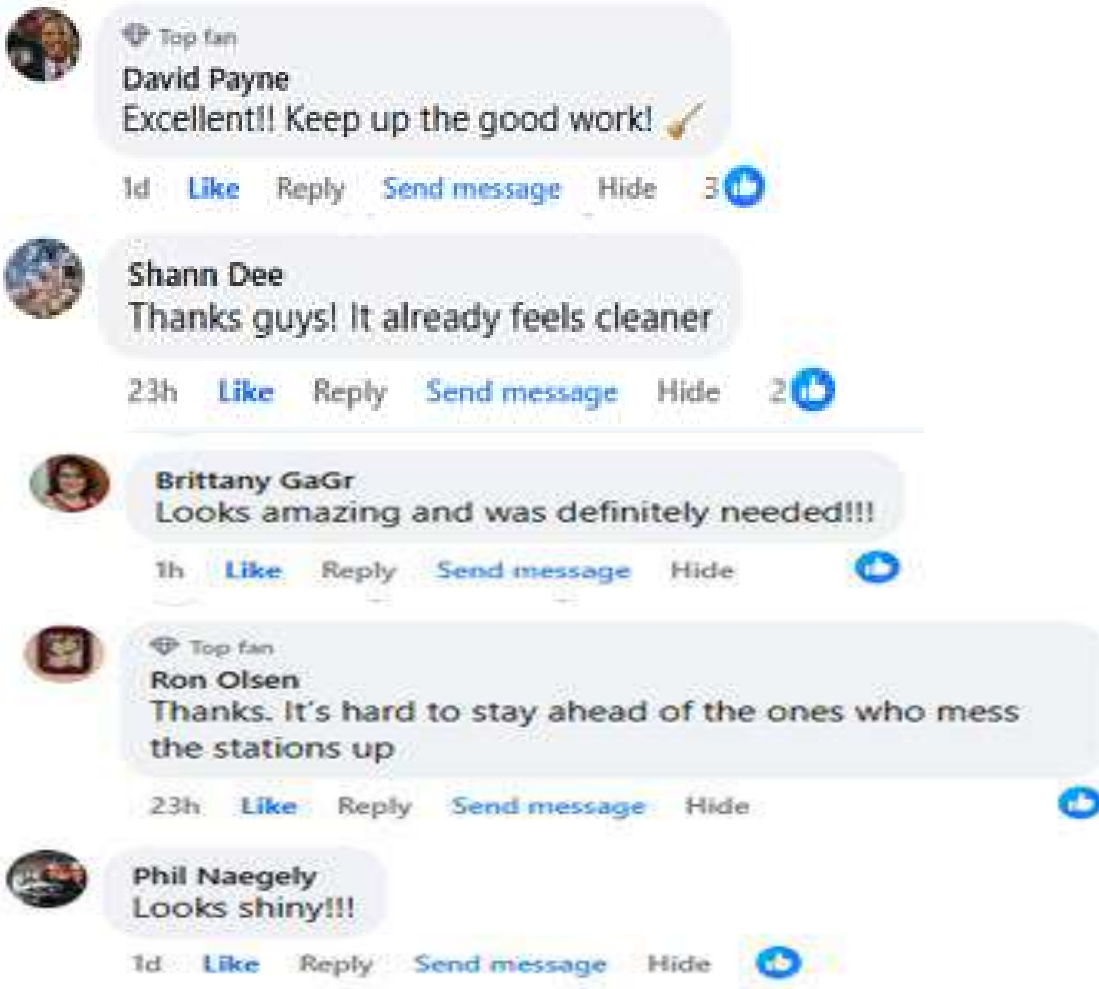 Top fan
David Payne
Excellent!! Keep up the good work! 🧹
1d Like Reply Send message Hide 3
Shann Dee
Thanks guys! It already feels cleaner
23h Like Reply Send message Hide 2
Brittany GaGr
Looks amazing and was definitely needed!!!
1h Like Reply Send message Hide
Top fan
Ron Olsen
Thanks. It's hard to stay ahead of the ones who mess
the stations up
23h Like Reply Send message Hide
Phil Naegely
Looks shiny!!!
1d Like Reply Send message Hide